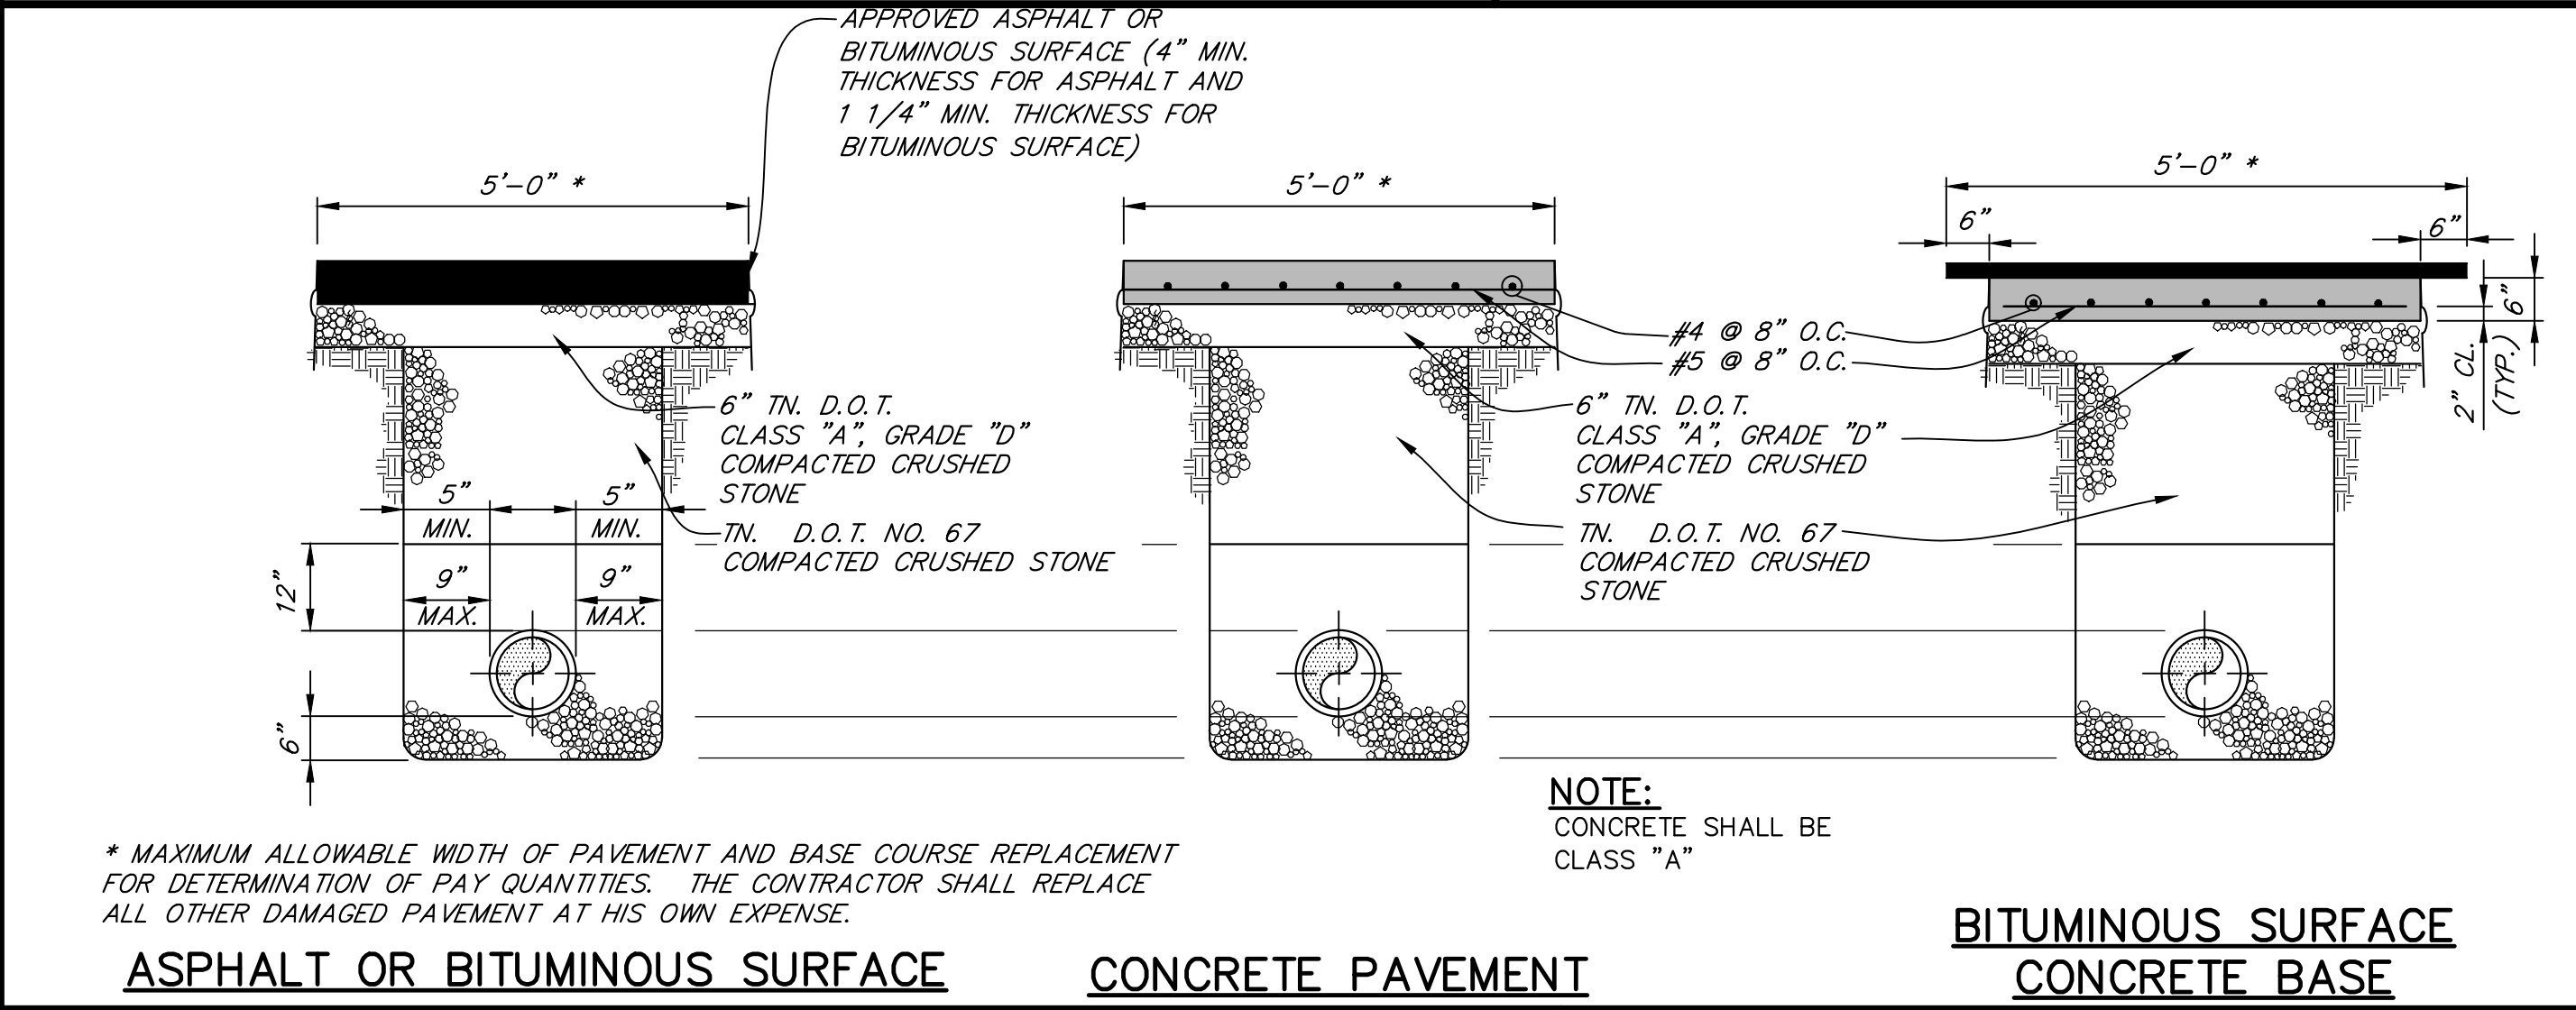 APPROVED ASPHALT OR
BITUMINOUS SURFACE (4" MIN.
THICKNESS FOR ASPHALT AND
1 1/4" MIN. THICKNESS FOR
BITUMINOUS SURFACE)
5'-0" *
5'-0" *
5'-0" *
6"
6"
6"
2" CL.
(TYP.)
#4 @ 8" O.C.
#5 @ 8" O.C.
6" TN. D.O.T.
CLASS "A", GRADE "D"
COMPACTED CRUSHED
STONE
TN. D.O.T. NO. 67
COMPACTED CRUSHED STONE
6" TN. D.O.T.
CLASS "A", GRADE "D"
COMPACTED CRUSHED
STONE
TN. D.O.T. NO. 67
COMPACTED CRUSHED
STONE
5"
MIN.
5"
MIN.
9"
MAX.
9"
MAX.
12"
6"
NOTE:
CONCRETE SHALL BE
CLASS "A"
* MAXIMUM ALLOWABLE WIDTH OF PAVEMENT AND BASE COURSE REPLACEMENT
FOR DETERMINATION OF PAY QUANTITIES. THE CONTRACTOR SHALL REPLACE
ALL OTHER DAMAGED PAVEMENT AT HIS OWN EXPENSE.
ASPHALT OR BITUMINOUS SURFACE
CONCRETE PAVEMENT
BITUMINOUS SURFACE
CONCRETE BASE